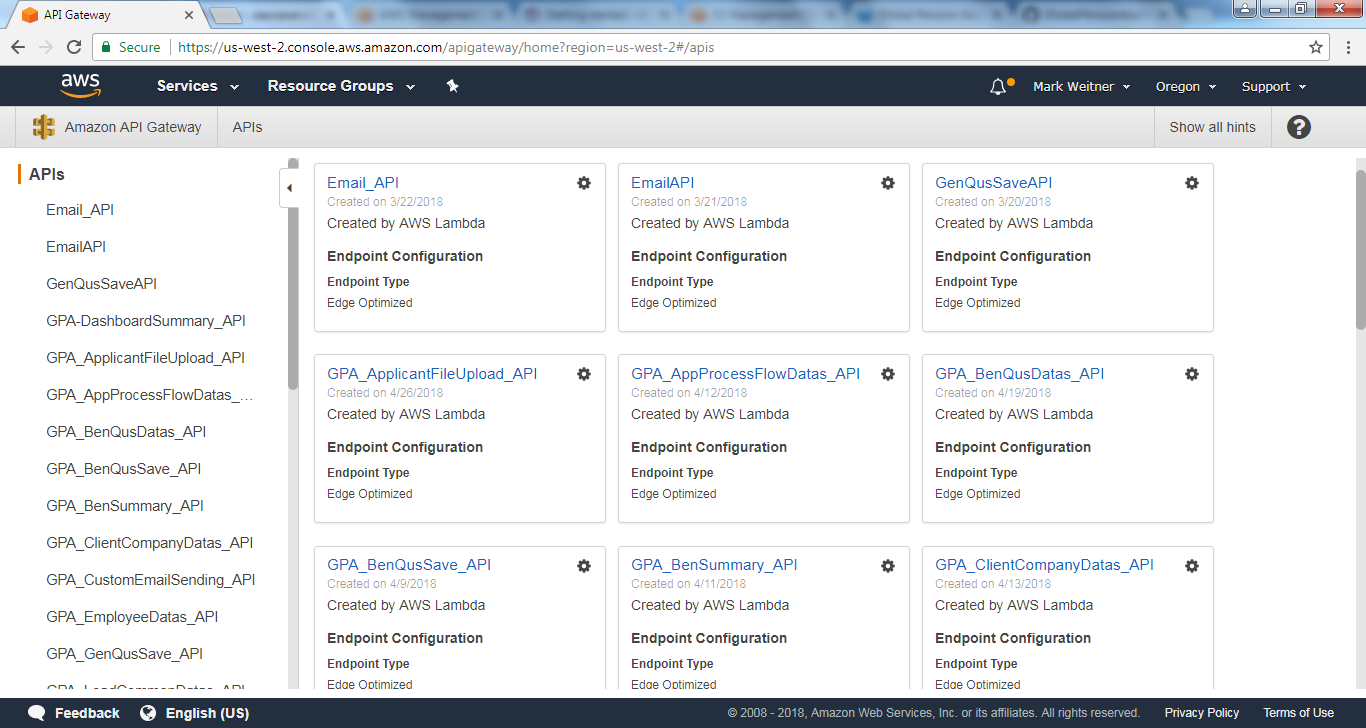 API Gateway
Secure https://us-west-2.console.aws.amazon.com/apigateway/home?region=us-west-2#/apis
aws Services Resource Groups Mark Weitner Oregon Support
Amazon API Gateway APIs Show all hints ?
APIs
Email_API
EmailAPI
GenQusSaveAPI
GPA-DashboardSummary_API
GPA_ApplicantFileUpload_API
GPA_AppProcessFlowDatas_...
GPA_BenQusDatas_API
GPA_BenQusSave_API
GPA_BenSummary_API
GPA_ClientCompanyDatas_API
GPA_CustomEmailSending_API
GPA_EmployeeDatas_API
GPA_GenQusSave_API
Email_API
Created on 3/22/2018
Created by AWS Lambda
Endpoint Configuration
Endpoint Type
Edge Optimized
EmailAPI
Created on 3/21/2018
Created by AWS Lambda
Endpoint Configuration
Endpoint Type
Edge Optimized
GenQusSaveAPI
Created on 3/20/2018
Created by AWS Lambda
Endpoint Configuration
Endpoint Type
Edge Optimized
GPA_ApplicantFileUpload_API
Created on 4/26/2018
Created by AWS Lambda
Endpoint Configuration
Endpoint Type
Edge Optimized
GPA_AppProcessFlowDatas_API
Created on 4/12/2018
Created by AWS Lambda
Endpoint Configuration
Endpoint Type
Edge Optimized
GPA_BenQusDatas_API
Created on 4/19/2018
Created by AWS Lambda
Endpoint Configuration
Endpoint Type
Edge Optimized
GPA_BenQusSave_API
Created on 4/9/2018
Created by AWS Lambda
Endpoint Configuration
Endpoint Type
Edge Optimized
GPA_BenSummary_API
Created on 4/11/2018
Created by AWS Lambda
Endpoint Configuration
Endpoint Type
Edge Optimized
GPA_ClientCompanyDatas_API
Created on 4/13/2018
Created by AWS Lambda
Endpoint Configuration
Endpoint Type
Edge Optimized
Feedback English (US) © 2008 - 2018, Amazon Web Services, Inc. or its affiliates. All rights reserved. Privacy Policy Terms of Use